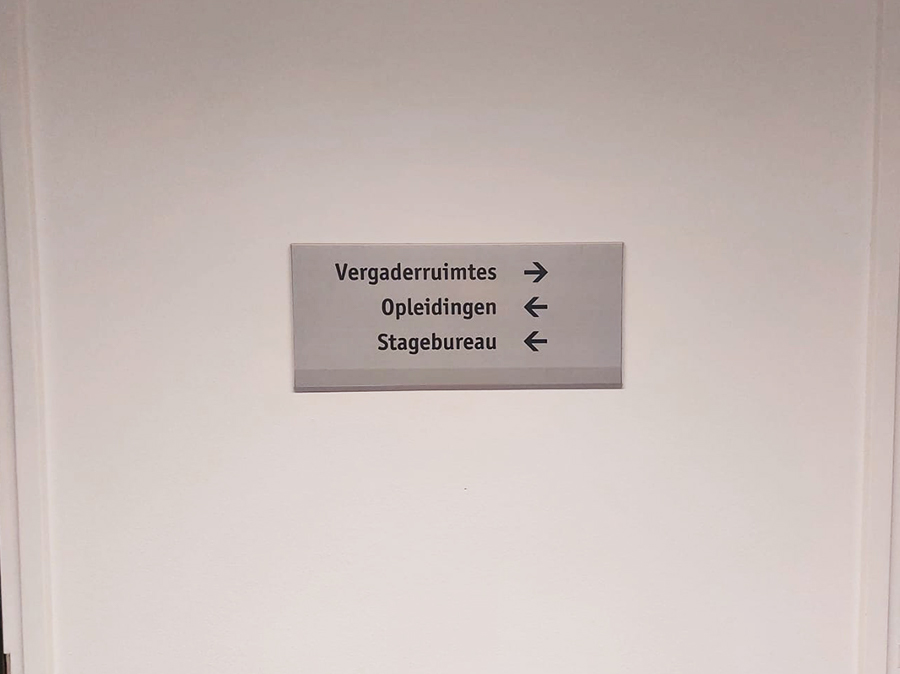 Vergaderruimtes →
Opleidingen ←
Stagebureau ←